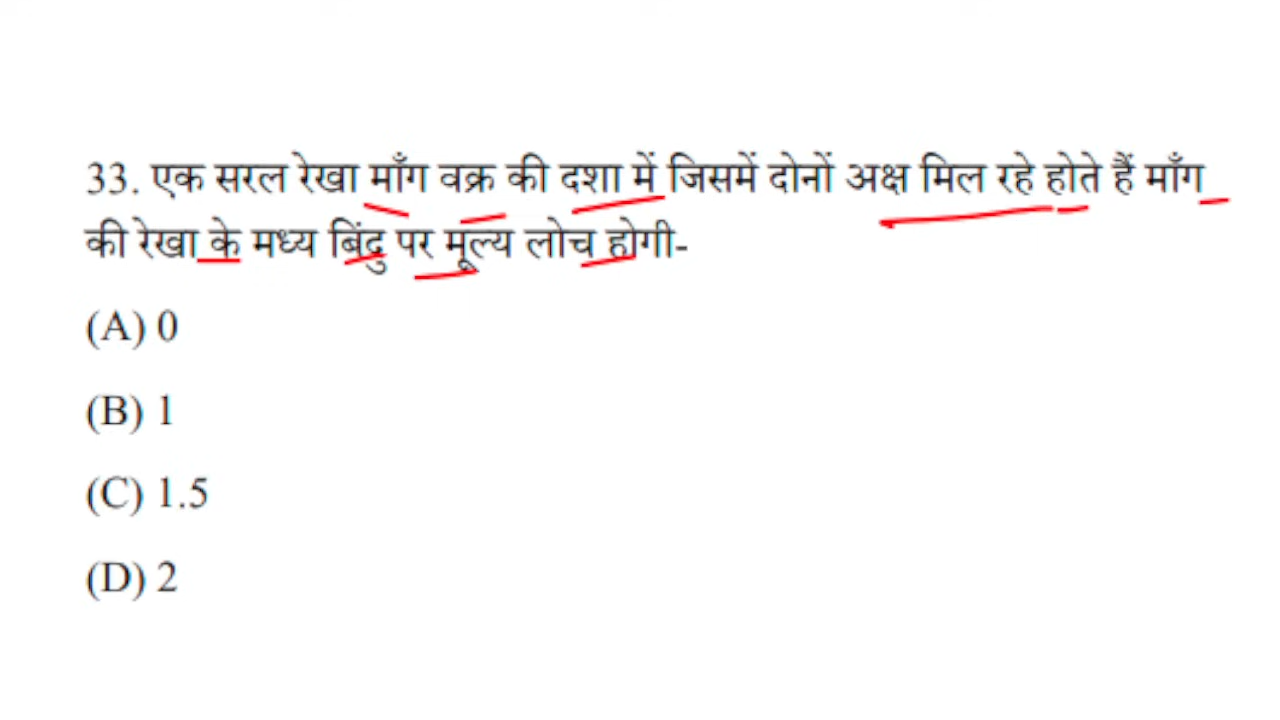 33. एक सरल रेखा माँग वक्र की दशा में जिसमें दोनों अक्ष मिल रहे होते हैं माँग
की रेखा के मध्य बिंदु पर मूल्य लोच होगी-
(A) 0
(B) 1
(C) 1.5
(D) 2